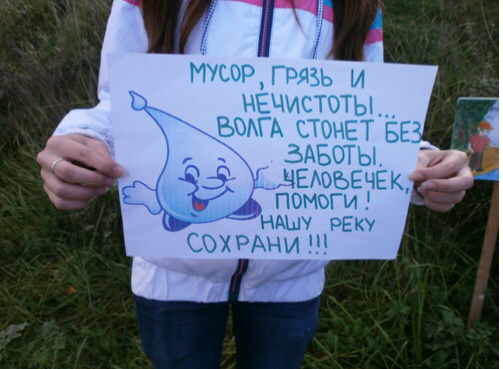 МУСОР, ГРЯЗЬ И
НЕЧИСТОТЫ...
ВОЛГА СТОНЕТ БЕЗ
ЗАБОТЫ.
ЧЕЛОВЕЧЕК,
ПОМОГИ!
НАШУ РЕКУ
СОХРАНИ!!!